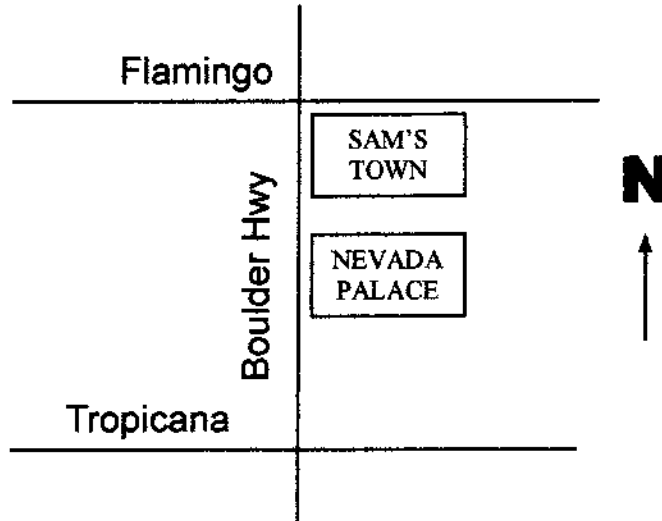 Flamingo
SAM'S
TOWN
N
Boulder Hwy
NEVADA
PALACE
Tropicana